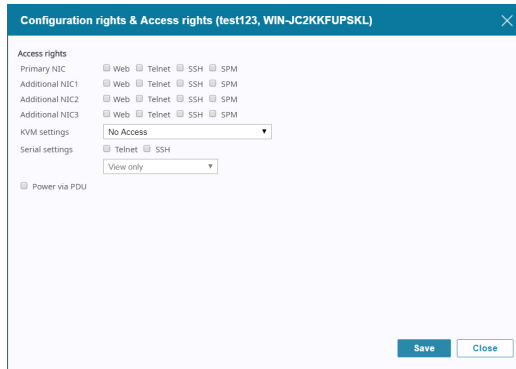 Configuration rights & Access rights (test123, WIN-JC2KKFUPSKL)
Access rights
Primary NIC Web Telnet SSH SPM
Additional NIC1 Web Telnet SSH SPM
Additional NIC2 Web Telnet SSH SPM
Additional NIC3 Web Telnet SSH SPM
KVM settings No Access
Serial settings Telnet SSH
View only
Power via PDU
Save Close